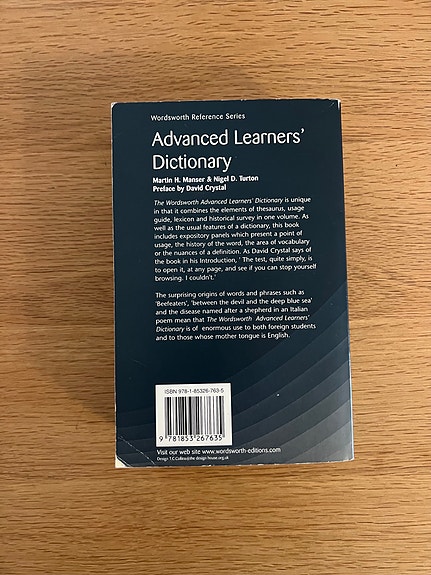 Wordsworth Reference Series
Advanced Learners'
Dictionary
Martin H. Manser & Nigel D. Turton
Preface by David Crystal
The Wordsworth Advanced Learners' Dictionary is unique
in that it combines the elements of thesaurus, usage
guide, lexicon and historical survey in one volume. As
well as the usual features of a dictionary, this book
includes expository panels which present a point of
usage, the history of the word, the area of vocabulary
or the nuances of a definition. As David Crystal says of
the book in his Introduction, ' The test, quite simply, is
to open it, at any page, and see if you can stop yourself
browsing. I couldn't.'
The surprising origins of words and phrases such as
'Beefeaters', 'between the devil and the deep blue sea'
and the disease named after a shepherd in an Italian
poem mean that The Wordsworth Advanced Learners'
Dictionary is of enormous use to both foreign students
and to those whose mother tongue is English.
ISBN 978-1-85326-763-5
9 781853 267635
Visit our web site www.wordsworth-editions.com
Design T.C.Collins@the design house.org.uk